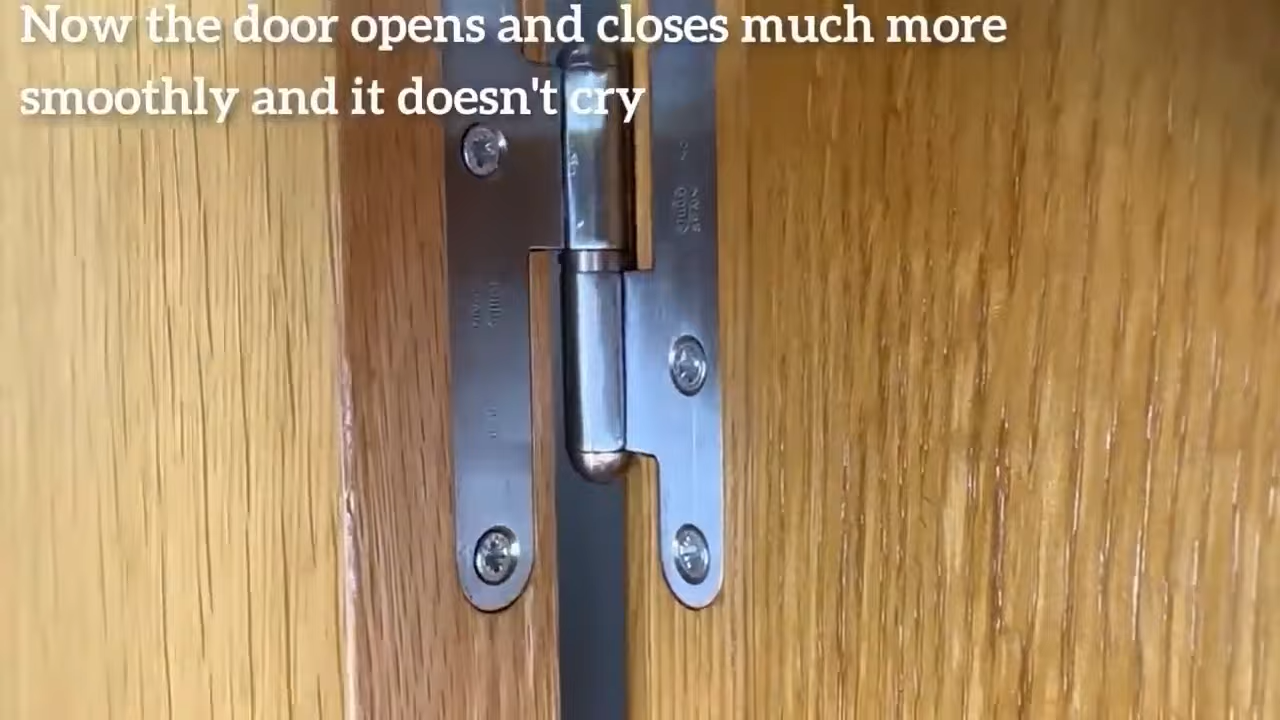 Now the door opens and closes much more
smoothly and it doesn't cry